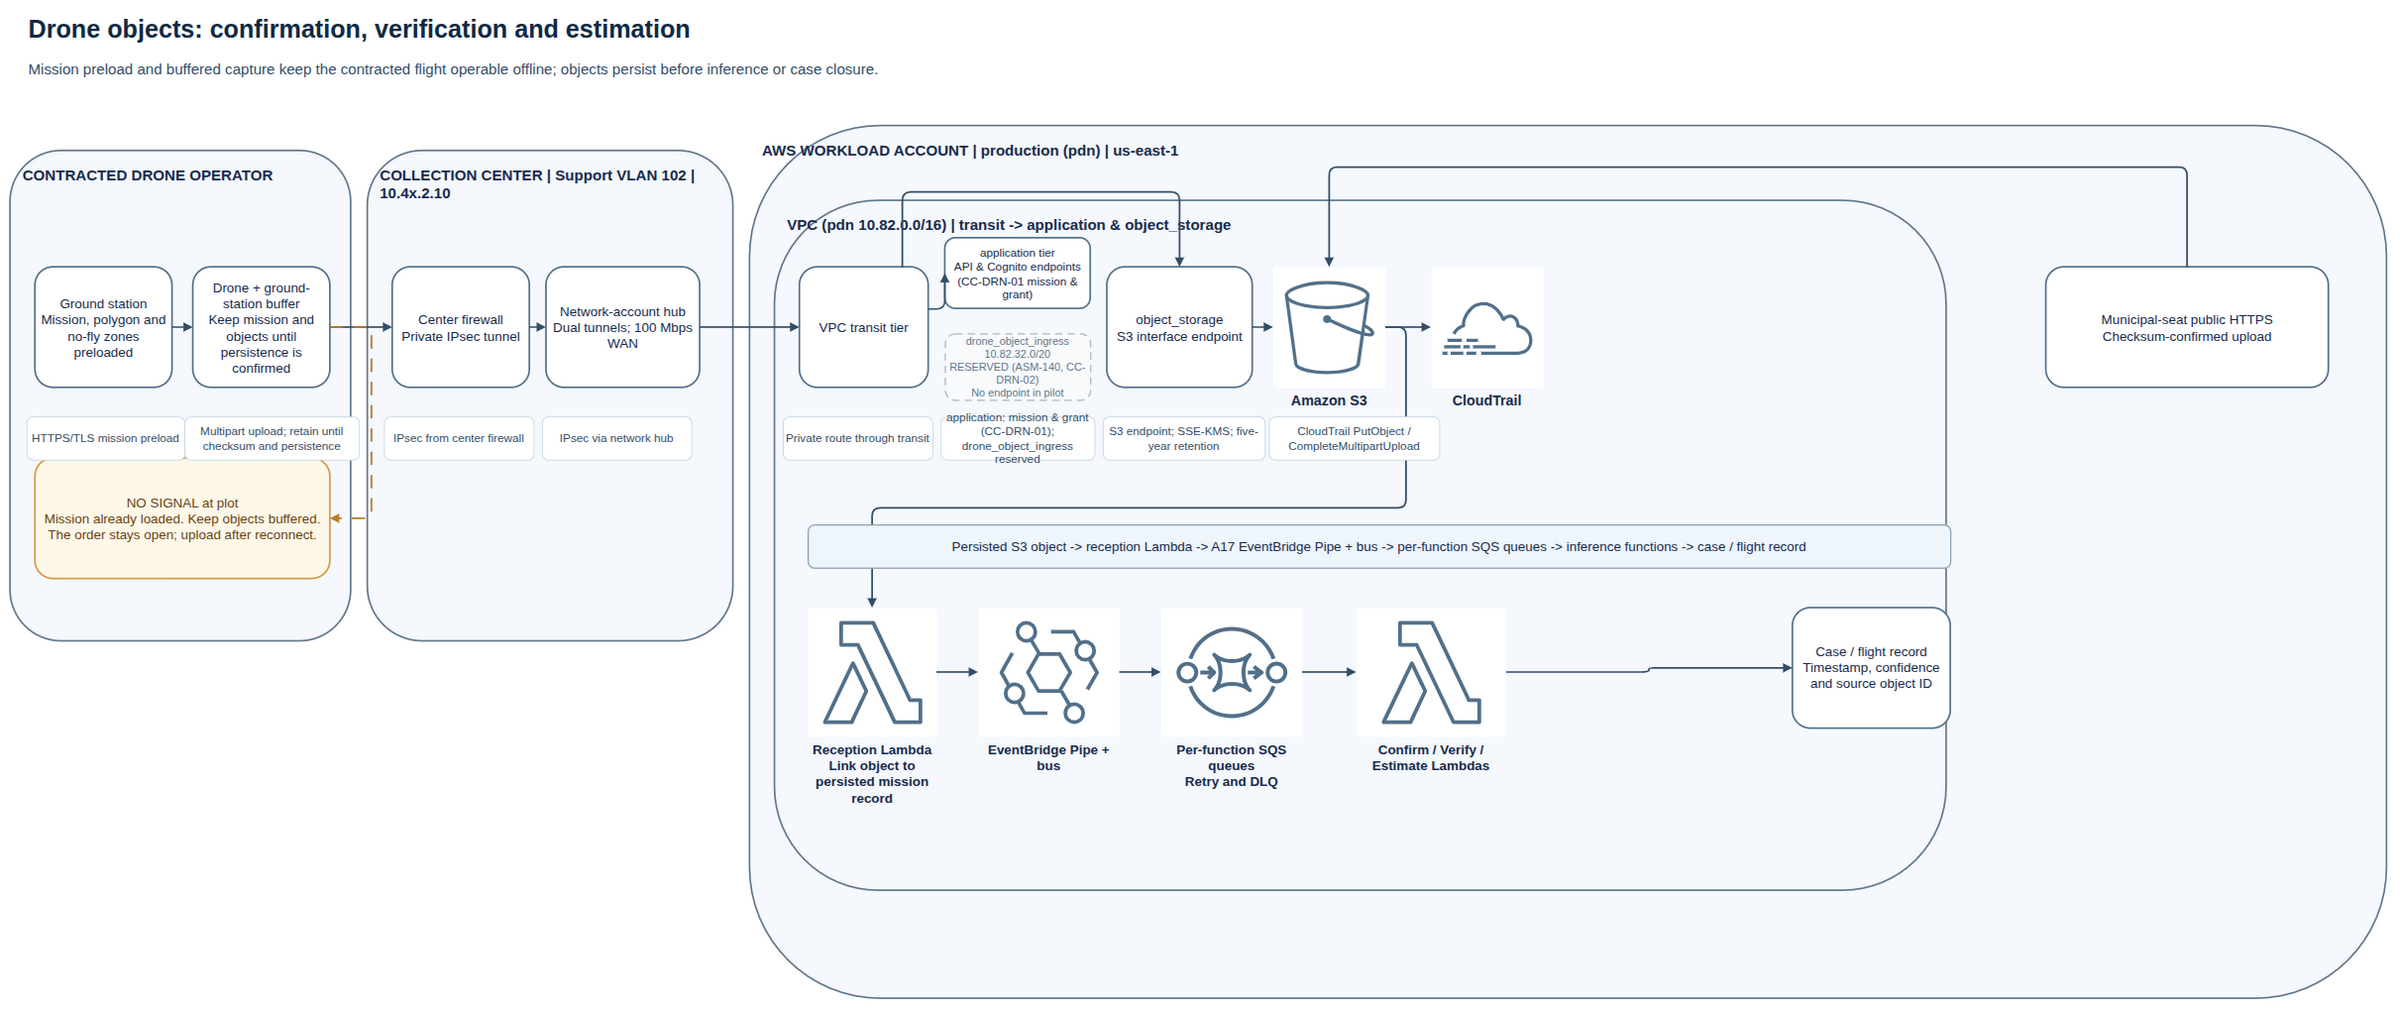 Drone objects: confirmation, verification and estimation
Mission preload and buffered capture keep the contracted flight operable offline; objects persist before inference or case closure.
CONTRACTED DRONE OPERATOR
Ground station
Mission, polygon and
no-fly zones
preloaded
Drone + ground-
station buffer
Keep mission and
objects until
persistence is
confirmed
HTTPS/TLS mission preload
Multipart upload; retain until
checksum and persistence
NO SIGNAL at plot
Mission already loaded. Keep objects buffered.
The order stays open; upload after reconnect.
COLLECTION CENTER | Support VLAN 102 |
10.4x.2.10
Center firewall
Private IPsec tunnel
Network-account hub
Dual tunnels; 100 Mbps
WAN
IPsec from center firewall
IPsec via network hub
AWS WORKLOAD ACCOUNT | production (pdn) | us-east-1
VPC (pdn 10.82.0.0/16) | transit -> application & object_storage
VPC transit tier
application tier
API & Cognito endpoints
(CC-DRN-01 mission &
grant)
drone_object_ingress
10.82.32.0/20
RESERVED (ASM-140, CC-
DRN-02)
No endpoint in pilot
object_storage
S3 interface endpoint
Amazon S3
CloudTrail
Municipal-seat public HTTPS
Checksum-confirmed upload
Private route through transit
application: mission & grant
(CC-DRN-01);
drone_object_ingress
reserved
S3 endpoint; SSE-KMS; five-
year retention
CloudTrail PutObject /
CompleteMultipartUpload
Persisted S3 object -> reception Lambda -> A17 EventBridge Pipe + bus -> per-function SQS queues -> inference functions -> case / flight record
Reception Lambda
Link object to
persisted mission
record
EventBridge Pipe +
bus
Per-function SQS
queues
Retry and DLQ
Confirm / Verify /
Estimate Lambdas
Case / flight record
Timestamp, confidence
and source object ID